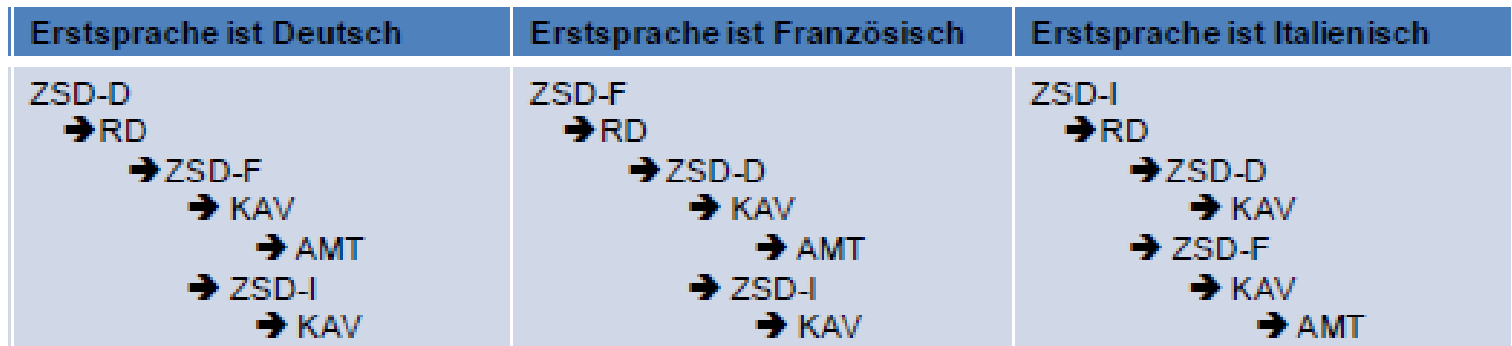 Erstsprache ist Deutsch
ZSD-D
➔RD
➔ZSD-F
➔ KAV
➔ AMT
➔ ZSD-I
➔ KAV
Erstsprache ist Französisch
ZSD-F
➔RD
➔ZSD-D
➔ KAV
➔ AMT
➔ ZSD-I
➔ KAV
Erstsprache ist Italienisch
ZSD-I
➔RD
➔ZSD-D
➔ KAV
➔ ZSD-F
➔ KAV
➔ AMT